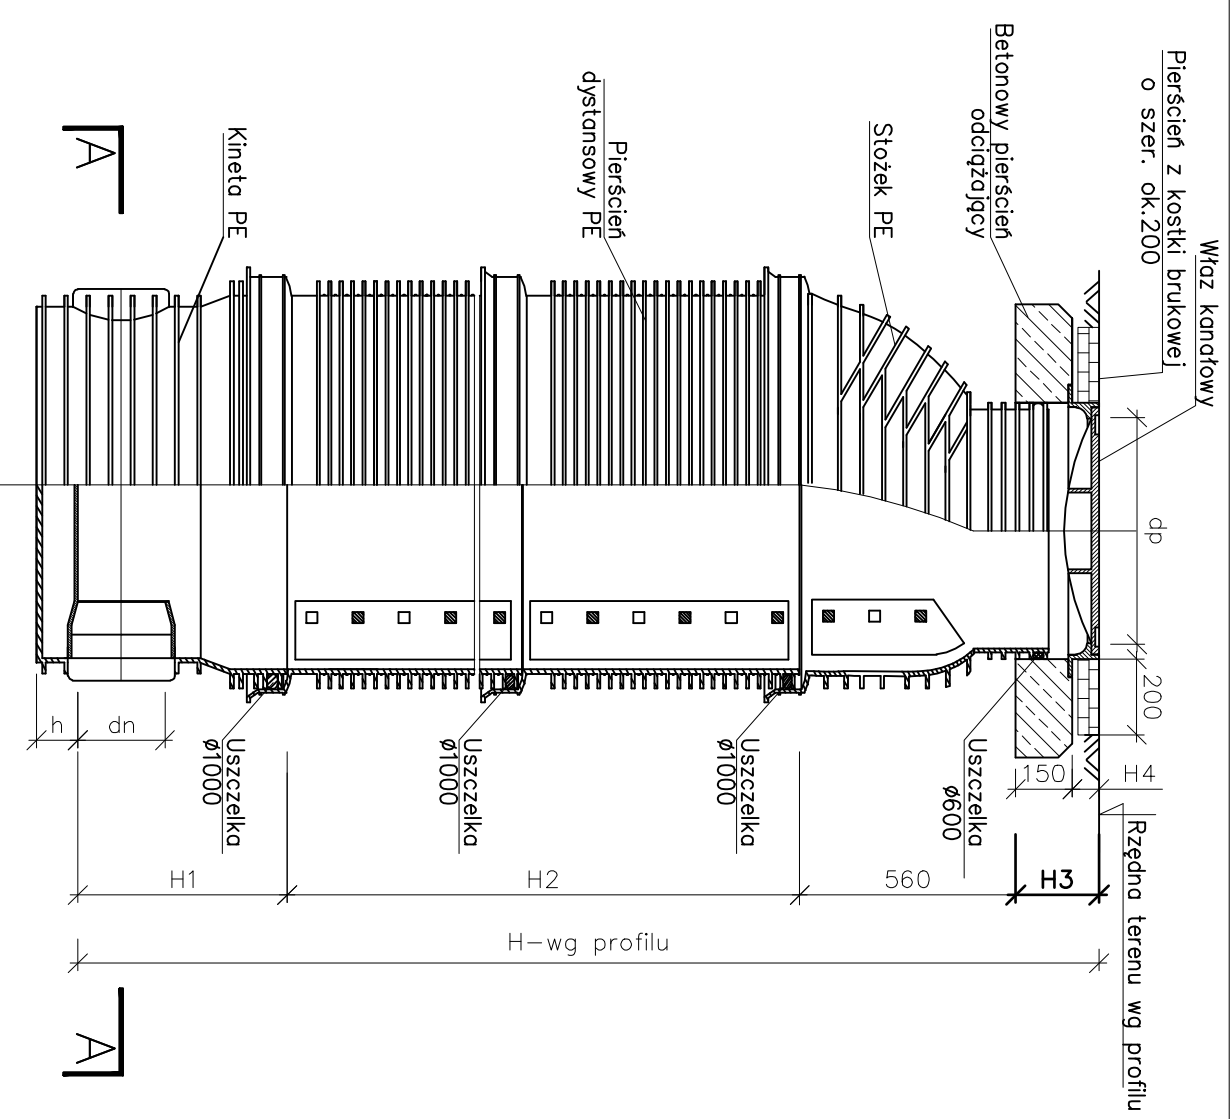 Właz kanałowy
Pierścień z kostki brukowej
o szer. ok.200
Betonowy pierścień
odciążający
Stożek PE
Pierścień
dystansowy PE
Kineta PE
A
dp
200
h
dn
150
H4
Uszczelka
ø1000
Uszczelka
ø1000
Uszczelka
ø1000
Uszczelka
ø600
Rzędna terenu wg profilu
H1
H2
560
H3
H–wg profilu
A